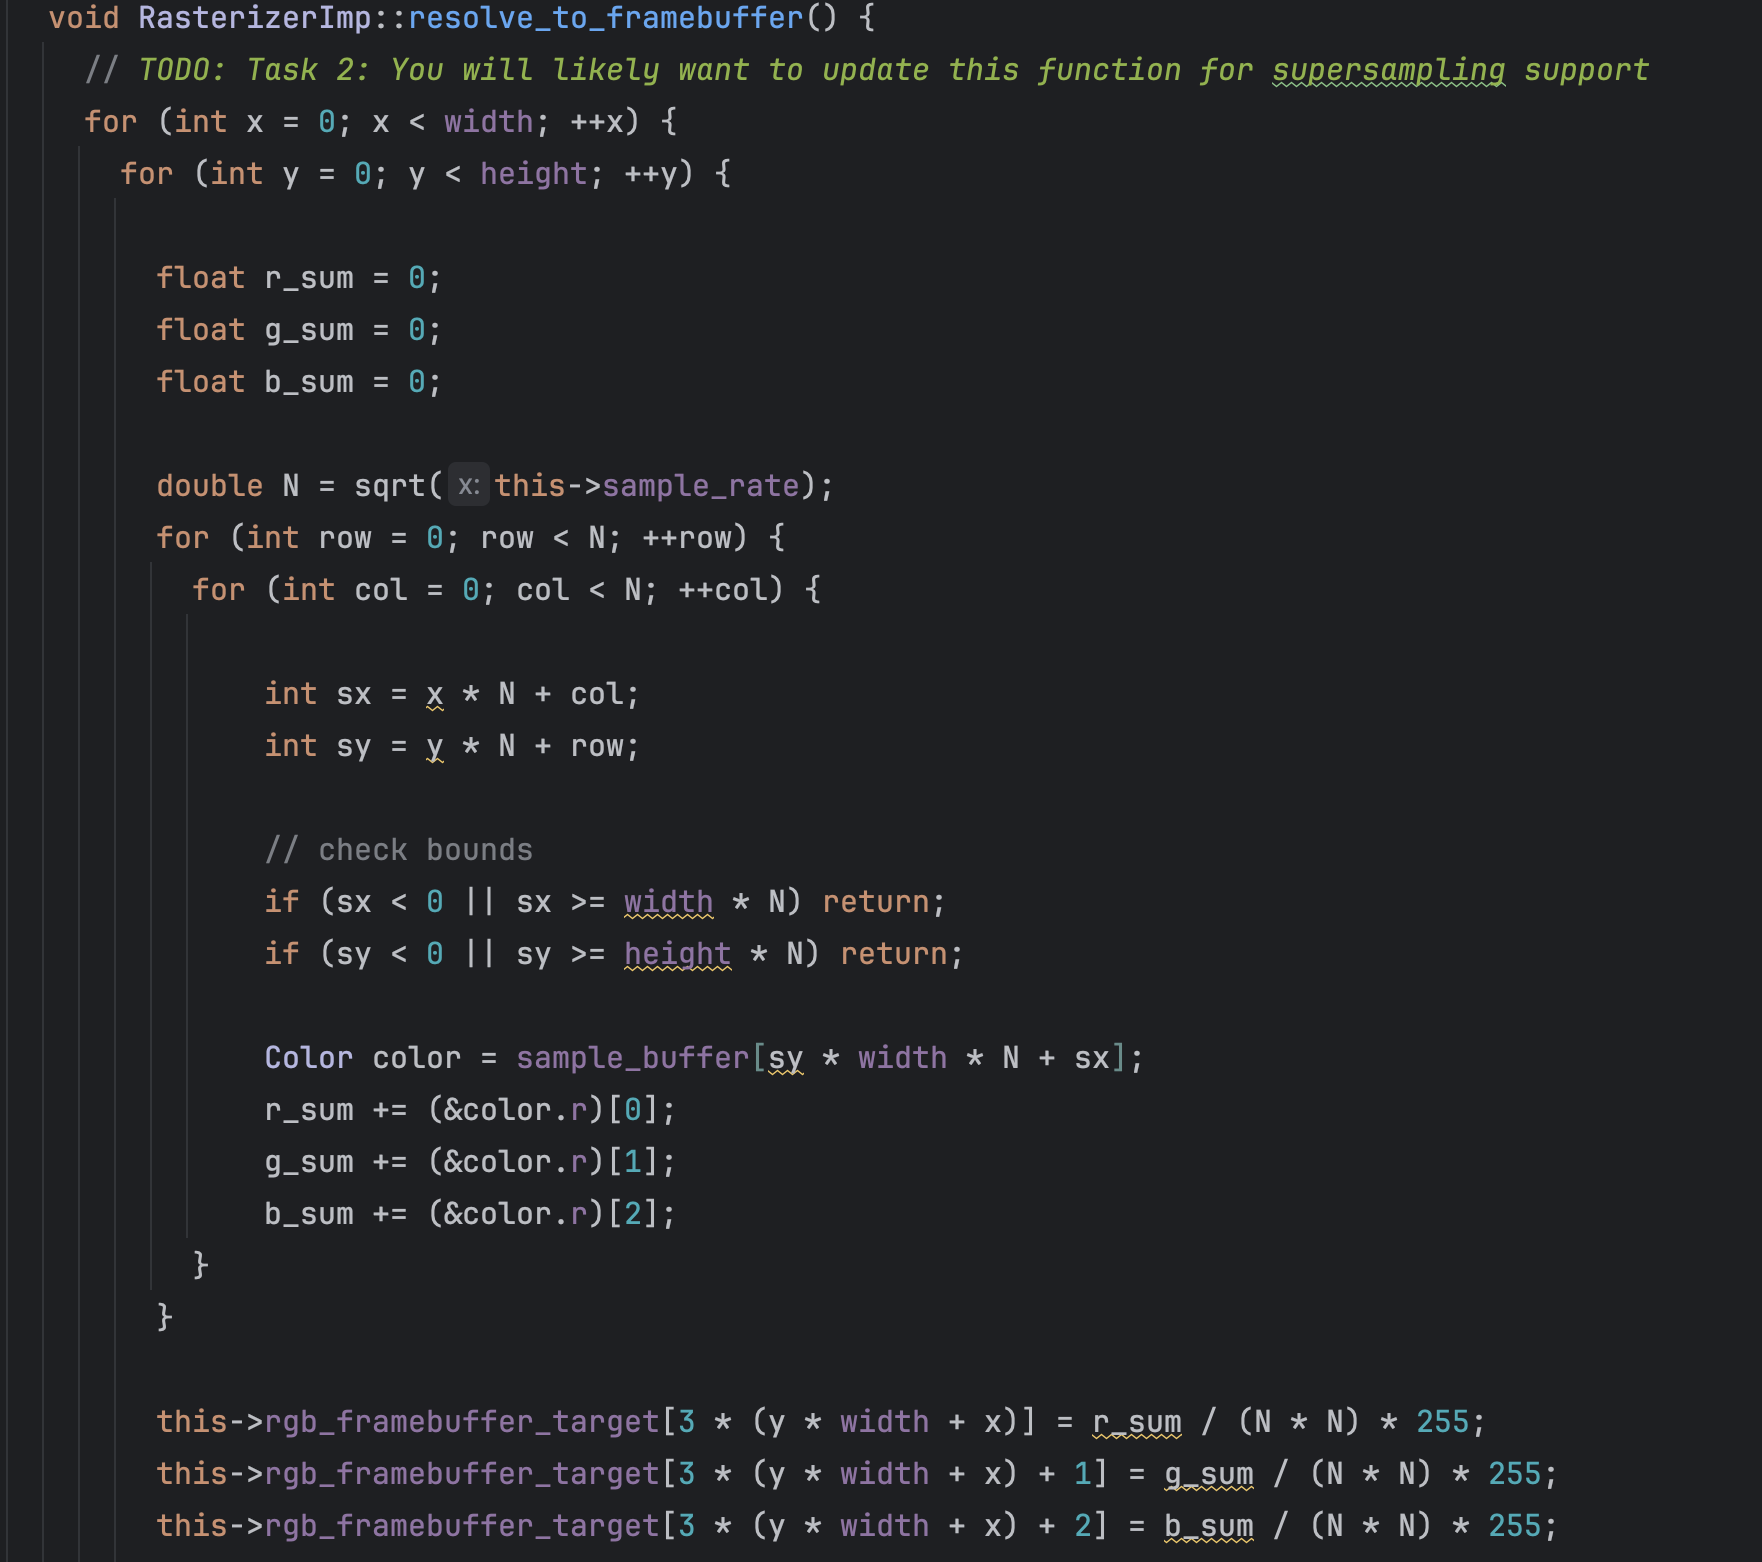 void RasterizerImp::resolve_to_framebuffer() {
// TODO: Task 2: You will likely want to update this function for supersampling support
for (int x = 0; x < width; ++x) {
for (int y = 0; y < height; ++y) {
float r_sum = 0;
float g_sum = 0;
float b_sum = 0;
double N = sqrt( x: this->sample_rate);
for (int row = 0; row < N; ++row) {
for (int col = 0; col < N; ++col) {
int sx = x * N + col;
int sy = y * N + row;
// check bounds
if (sx < 0 || sx >= width * N) return;
if (sy < 0 || sy >= height * N) return;
Color color = sample_buffer[sy * width * N + sx];
r_sum += (&color.r)[0];
g_sum += (&color.r)[1];
b_sum += (&color.r)[2];
}
}
this->rgb_framebuffer_target[3 * (y * width + x)] = r_sum / (N * N) * 255;
this->rgb_framebuffer_target[3 * (y * width + x) + 1] = g_sum / (N * N) * 255;
this->rgb_framebuffer_target[3 * (y * width + x) + 2] = b_sum / (N * N) * 255;